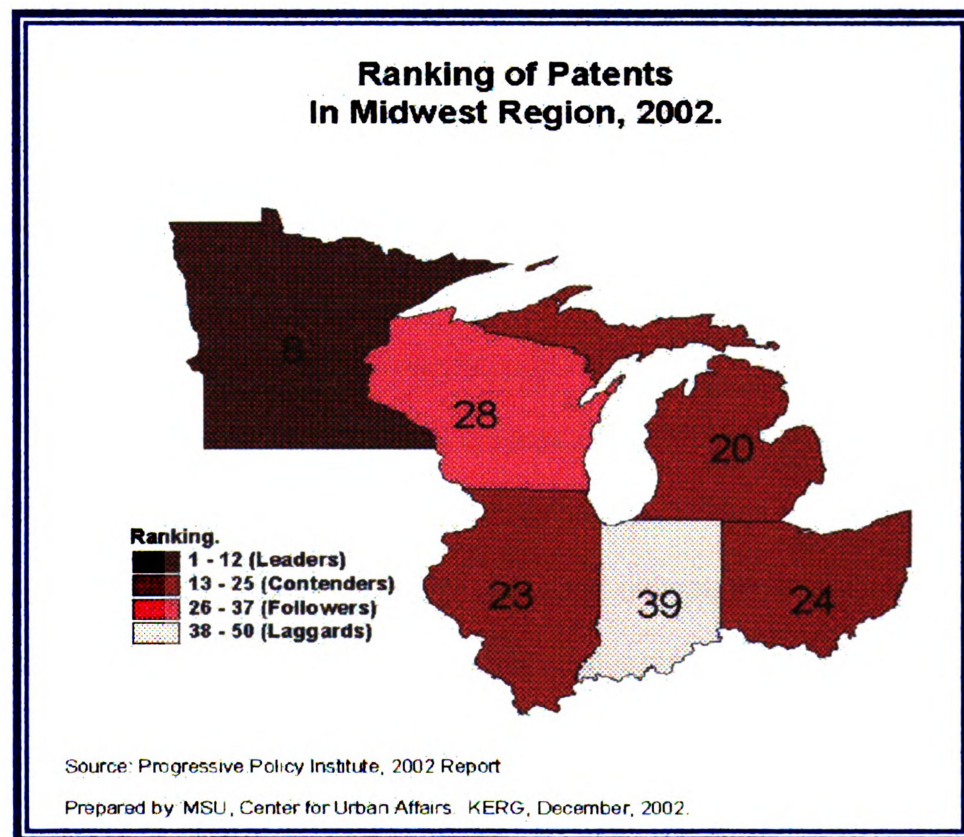 Ranking of Patents
In Midwest Region, 2002.
28
20
23
39
24
Ranking.
1 - 12 (Leaders)
13 - 25 (Contenders)
26 - 37 (Followers)
38 - 50 (Laggards)
Source: Progressive Policy Institute, 2002 Report
Prepared by MSU, Center for Urban Affairs. KERG, December, 2002.